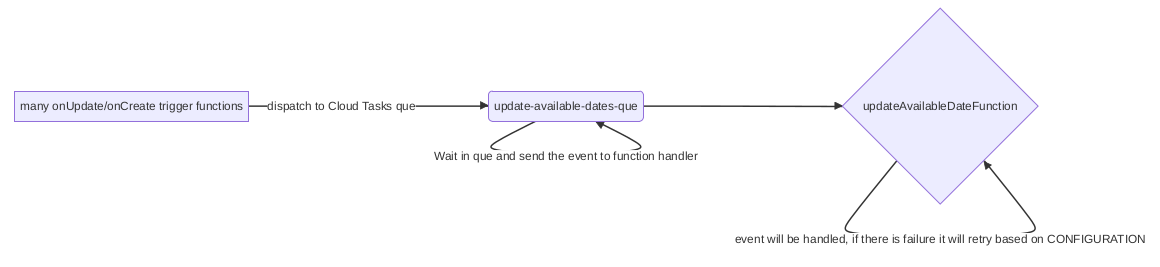 many onUpdate/onCreate trigger functions
dispatch to Cloud Tasks que
update-available-dates-que
updateAvailableDateFunction
Wait in que and send the event to function handler
event will be handled, if there is failure it will retry based on CONFIGURATION